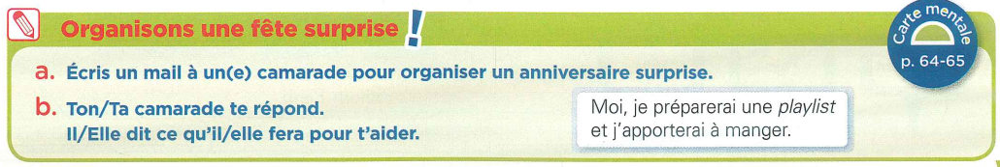 Organisons une fête surprise !
Carte mentale
p. 64-65
a. Écris un mail à un(e) camarade pour organiser un anniversaire surprise.
b. Ton/Ta camarade te répond.
Il/Elle dit ce qu'il/elle fera pour t'aider.
Moi, je préparerai une playlist
et j'apporterai à manger.